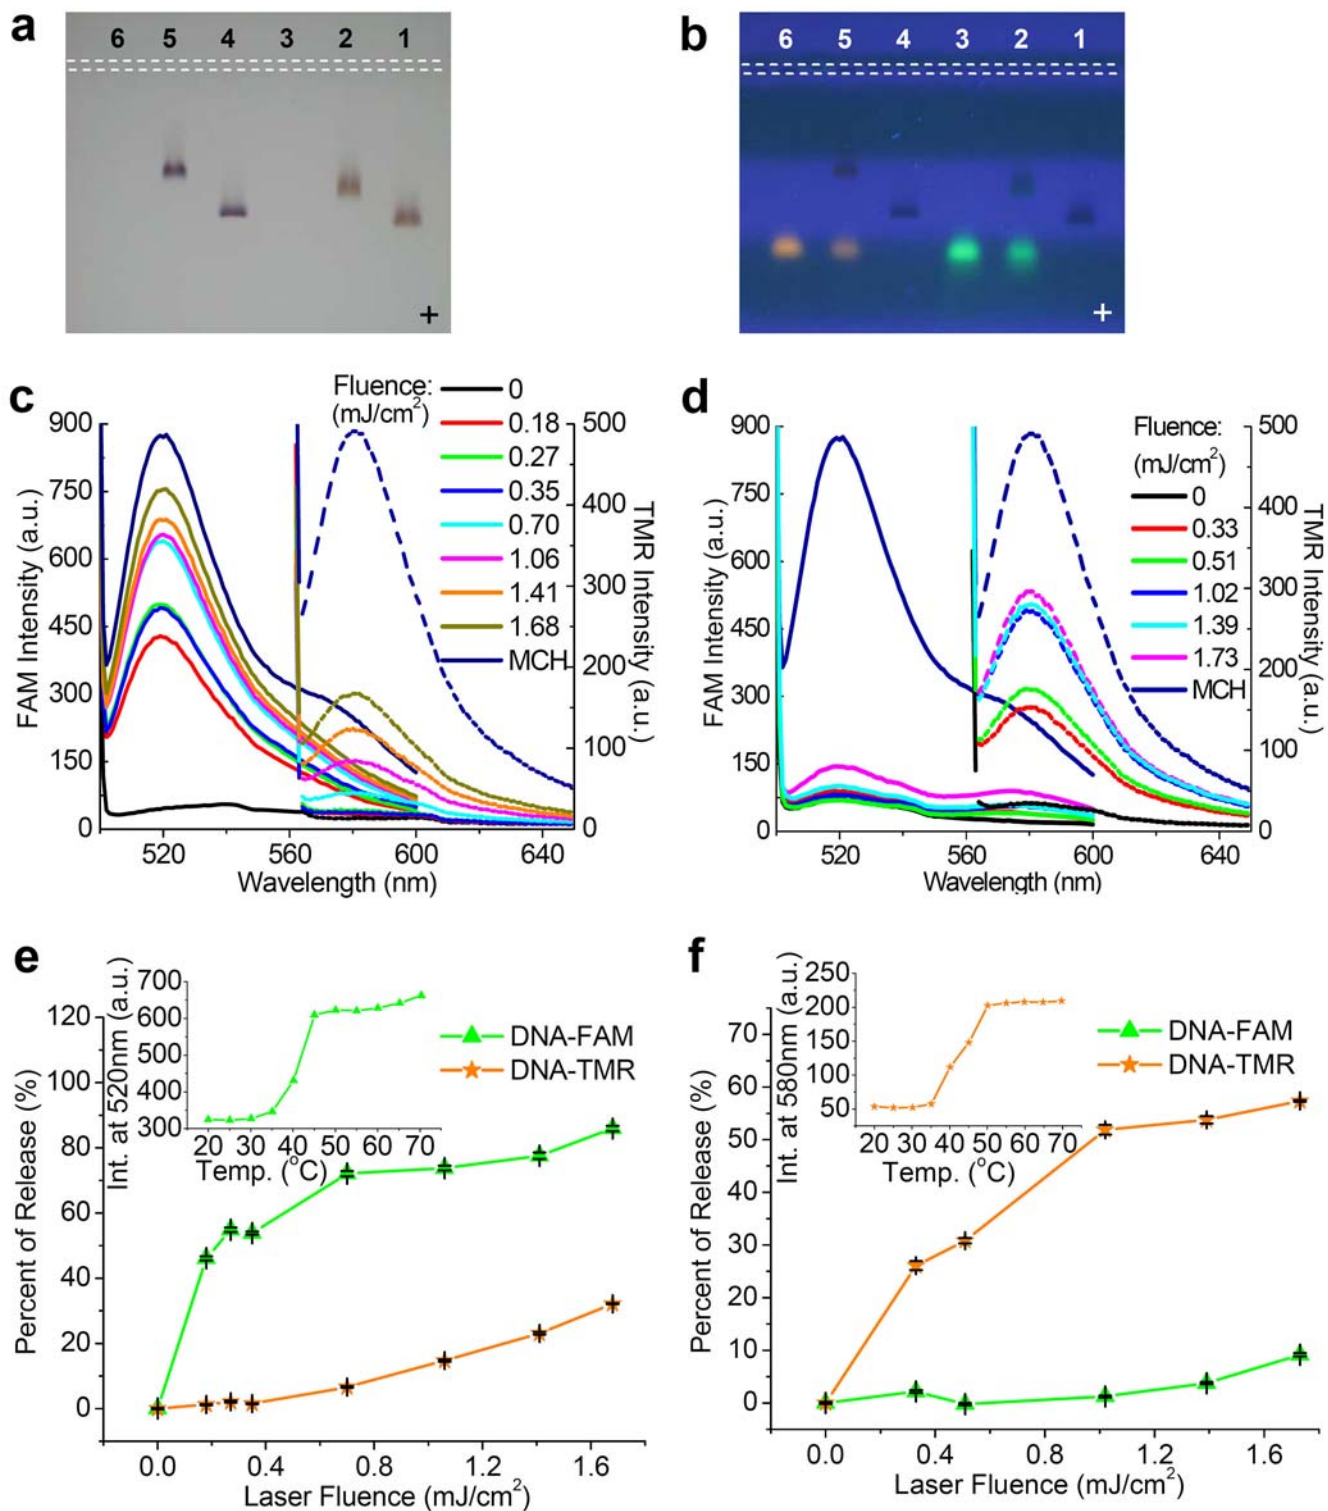 a
6 5 4 3 2 1
+
b
6 5 4 3 2 1
+
c
Fluence:
(mJ/cm²)
0
0.18
0.27
0.35
0.70
1.06
1.41
1.68
MCH
FAM Intensity (a.u.)
900
750
600
450
300
150
0
TMR Intensity (a.u.)
500
400
300
200
100
0
520 560 600 640
Wavelength (nm)
d
Fluence:
(mJ/cm²)
0
0.33
0.51
1.02
1.39
1.73
MCH
FAM Intensity (a.u.)
900
750
600
450
300
150
0
TMR Intensity (a.u.)
500
400
300
200
100
0
520 560 600 640
Wavelength (nm)
e
Percent of Release (%)
120
100
80
60
40
20
0
Int. at 520nm (a.u.)
700
600
500
400
300
20 30 40 50 60 70
Temp. (°C)
DNA-FAM
DNA-TMR
0.0 0.4 0.8 1.2 1.6
Laser Fluence (mJ/cm²)
f
Percent of Release (%)
70
60
50
40
30
20
10
0
Int. at 580nm (a.u.)
250
200
150
100
50
20 30 40 50 60 70
Temp. (°C)
DNA-FAM
DNA-TMR
0.0 0.4 0.8 1.2 1.6
Laser Fluence (mJ/cm²)